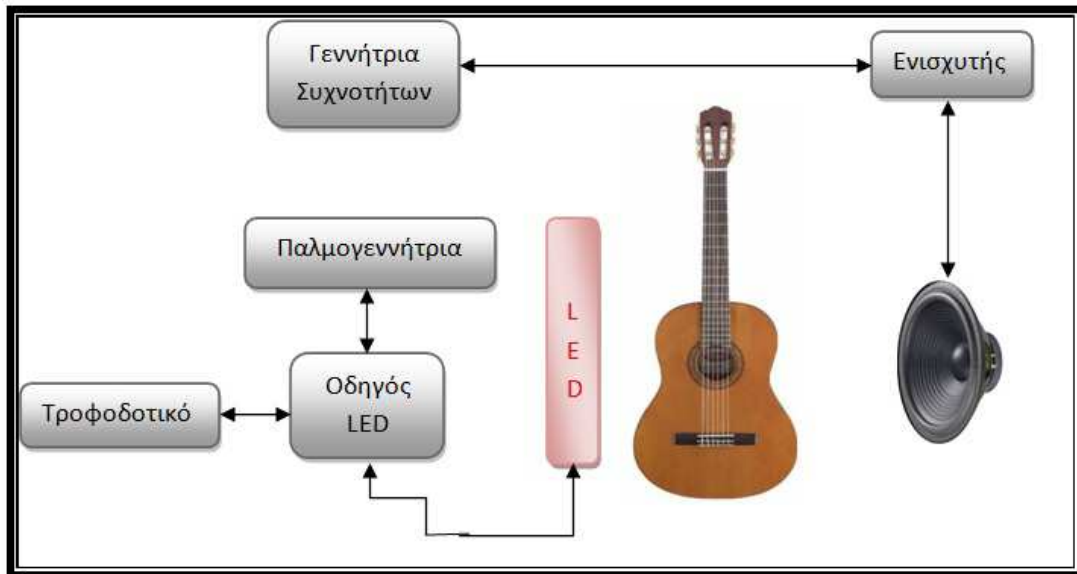 Γεννήτρια
Συχνοτήτων
Ενισχυτής
Παλμογεννήτρια
L
E
D
Οδηγός
LED
Τροφοδοτικό